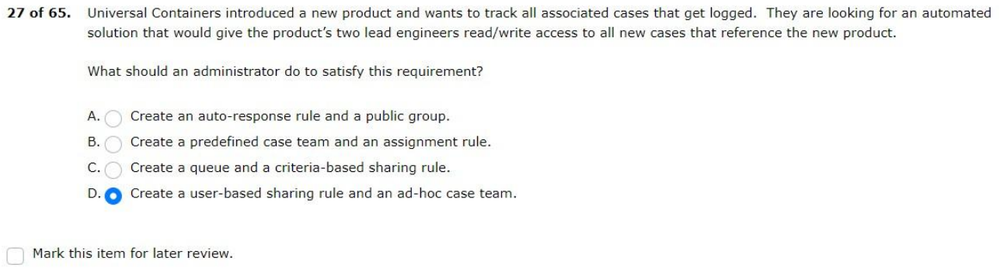 27 of 65. Universal Containers introduced a new product and wants to track all associated cases that get logged. They are looking for an automated
solution that would give the product's two lead engineers read/write access to all new cases that reference the new product.
What should an administrator do to satisfy this requirement?
A. Create an auto-response rule and a public group.
B. Create a predefined case team and an assignment rule.
C. Create a queue and a criteria-based sharing rule.
D. Create a user-based sharing rule and an ad-hoc case team.
Mark this item for later review.